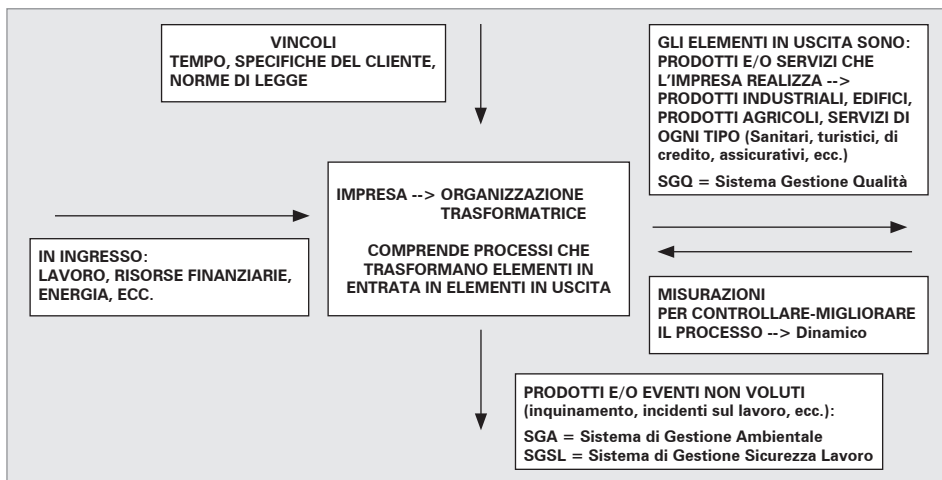 VINCOLI
TEMPO, SPECIFICHE DEL CLIENTE,
NORME DI LEGGE
GLI ELEMENTI IN USCITA SONO:
PRODOTTI E/O SERVIZI CHE
L'IMPRESA REALIZZA -->
PRODOTTI INDUSTRIALI, EDIFICI,
PRODOTTI AGRICOLI, SERVIZI DI
OGNI TIPO (Sanitari, turistici, di
credito, assicurativi, ecc.)
SGQ = Sistema Gestione Qualità
IMPRESA --> ORGANIZZAZIONE
TRASFORMATRICE
COMPRENDE PROCESSI CHE
TRASFORMANO ELEMENTI IN
ENTRATA IN ELEMENTI IN USCITA
IN INGRESSO:
LAVORO, RISORSE FINANZIARIE,
ENERGIA, ECC.
MISURAZIONI
PER CONTROLLARE-MIGLIORARE
IL PROCESSO --> Dinamico
PRODOTTI E/O EVENTI NON VOLUTI
(inquinamento, incidenti sul lavoro, ecc.):
SGA = Sistema di Gestione Ambientale
SGSL = Sistema di Gestione Sicurezza Lavoro